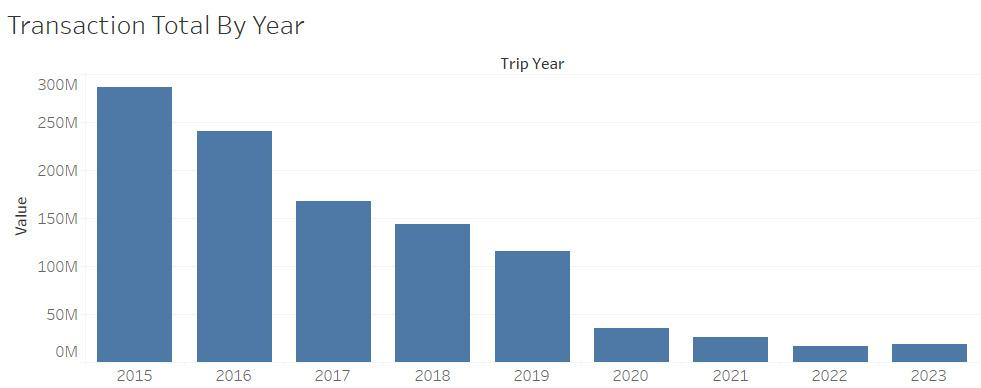 Transaction Total By Year
Trip Year
Value
300M
250M
200M
150M
100M
50M
0M
2015 2016 2017 2018 2019 2020 2021 2022 2023